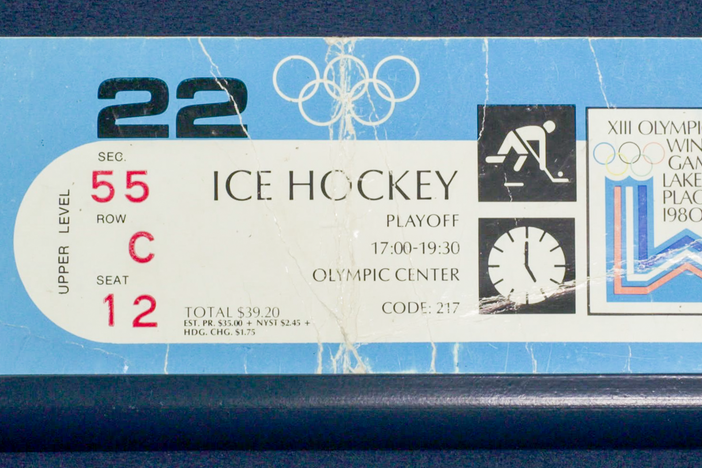 22
UPPER LEVEL
SEC.
55
ROW
C
SEAT
12
ICE HOCKEY
PLAYOFF
17:00-19:30
OLYMPIC CENTER
CODE: 217
TOTAL $39.20
EST. PR. $35.00 + NYST $2.45 +
HDG. CHG. $1.75
XIII OLYMPI
WIN
GAM
LAKE
PLAC
1980